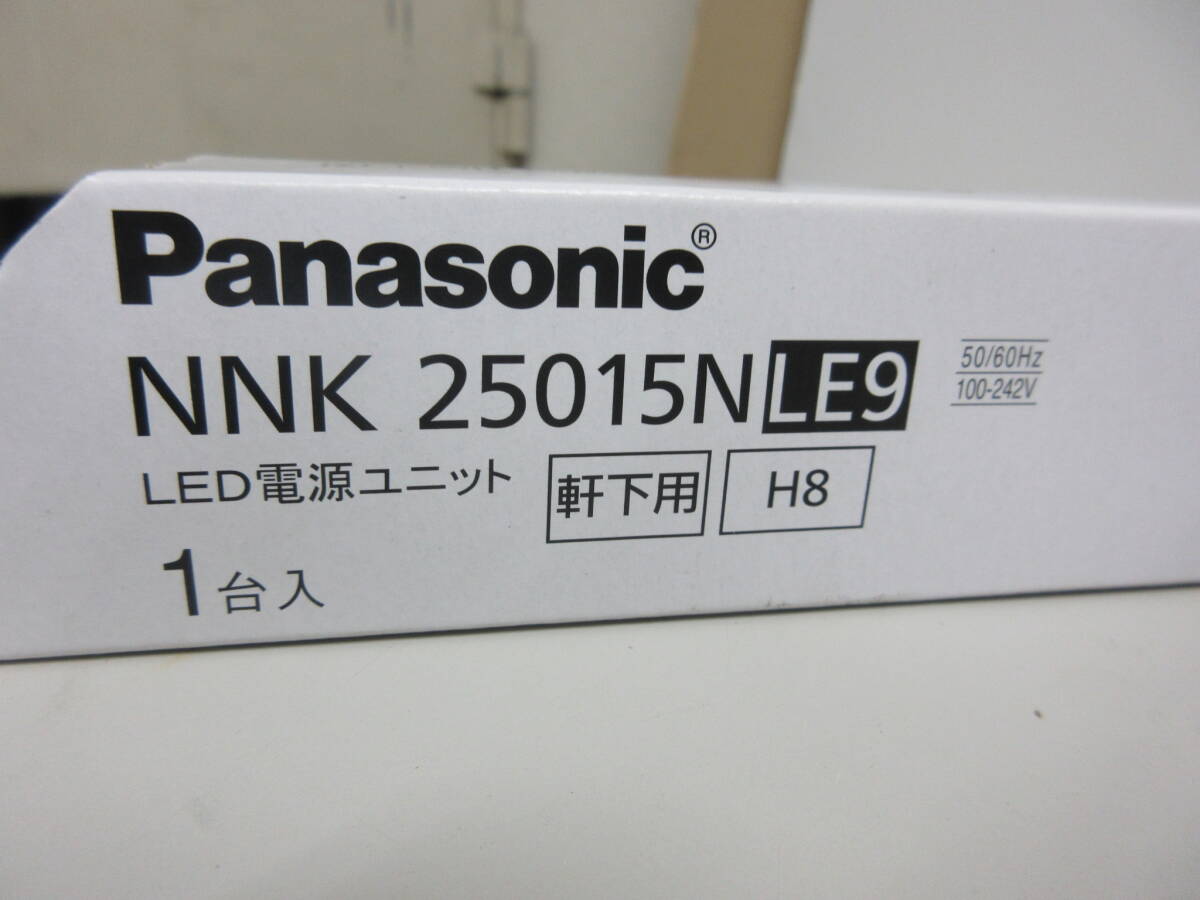 Panasonic®
NNK 25015N LE9
50/60Hz
100-242V
LED電源ユニット 軒下用 H8
1台入